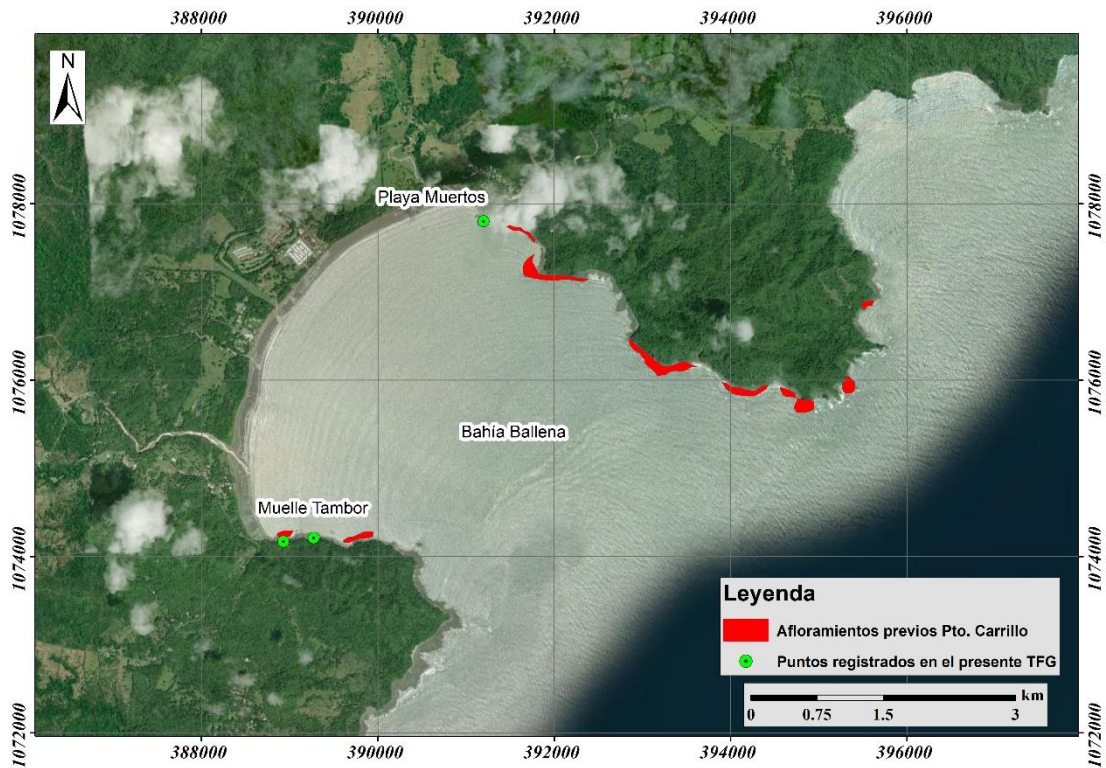 388000 390000 392000 394000 396000
N
1078000 1078000
Playa Muertos
1076000 1076000
Bahía Ballena
Muelle Tambor
1074000 1074000
Leyenda
Afloramientos previos Pto. Carrillo
Puntos registrados en el presente TFG
km
0 0.75 1.5 3
1072000 1072000
388000 390000 392000 394000 396000